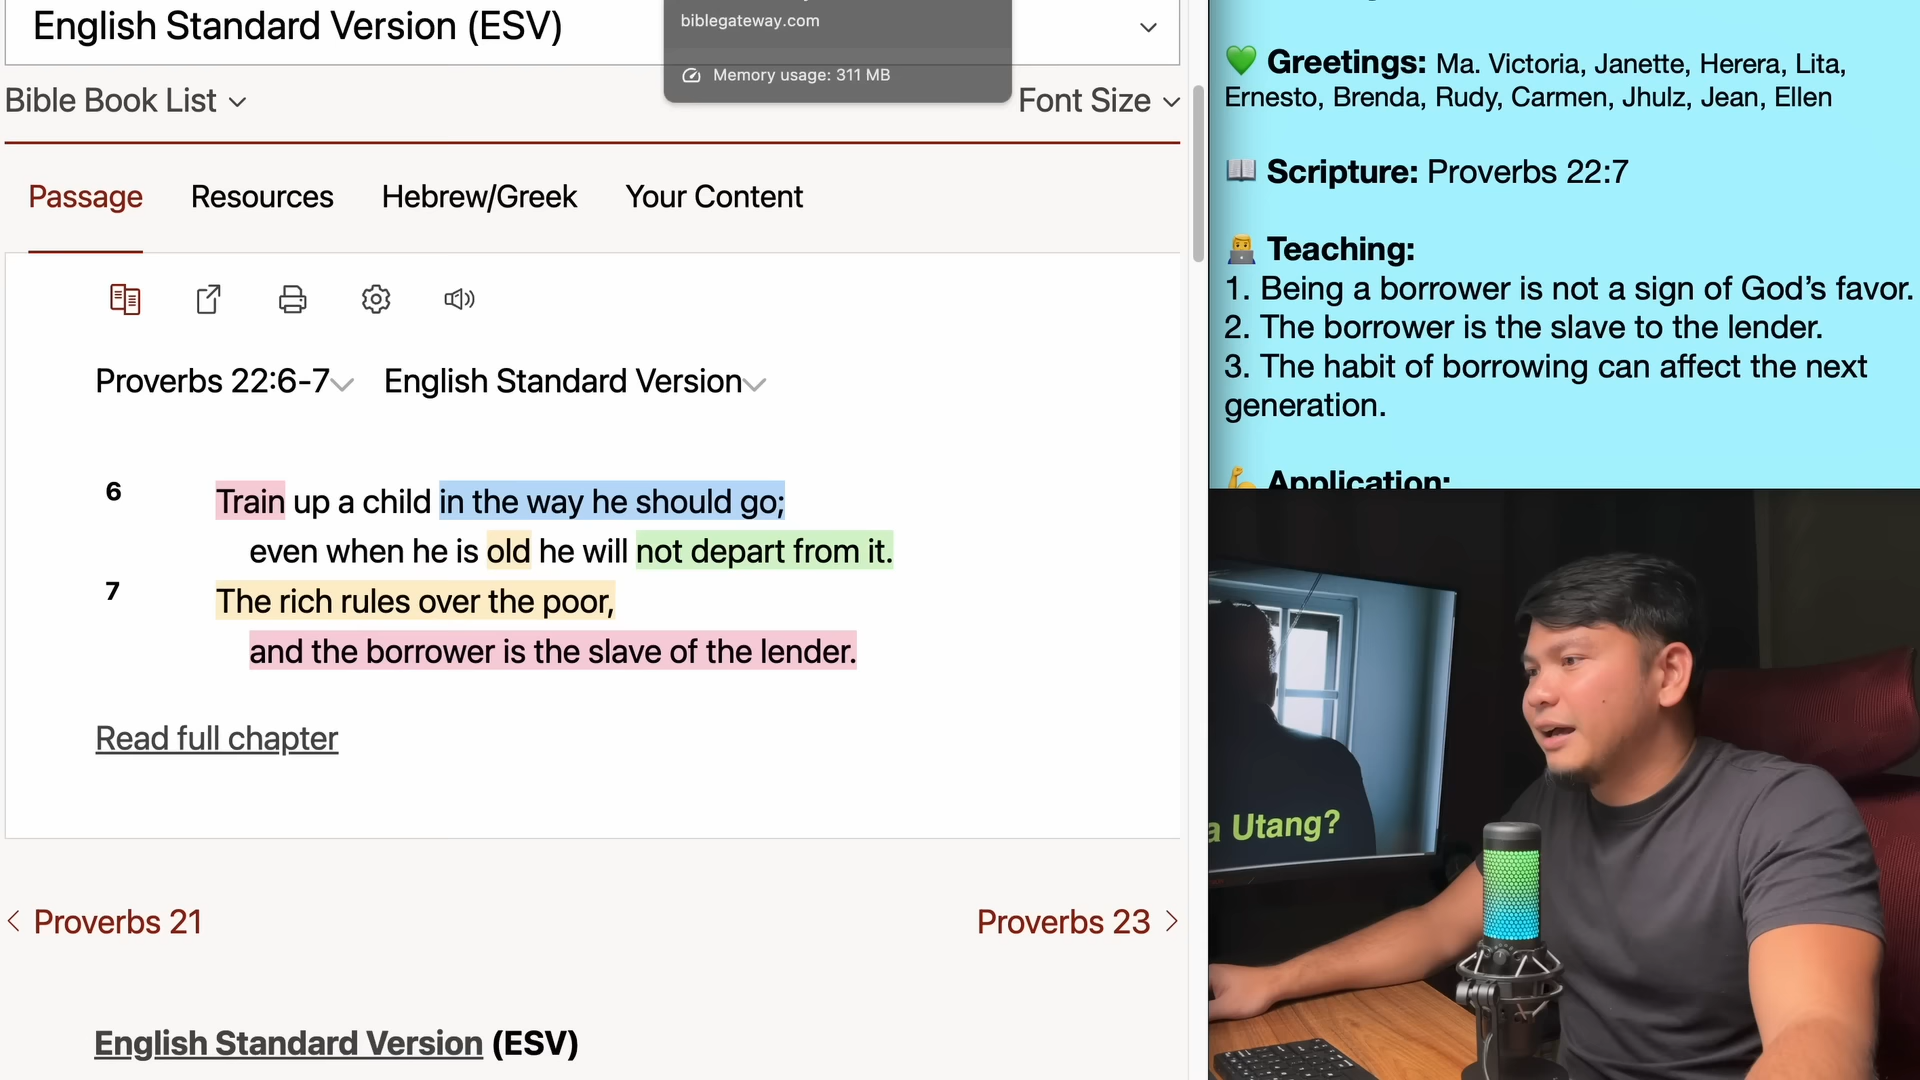 English Standard Version (ESV)
biblegateway.com
Memory usage: 311 MB
Bible Book List
Font Size
Passage
Resources
Hebrew/Greek
Your Content
Proverbs 22:6-7
English Standard Version
6 Train up a child in the way he should go;
even when he is old he will not depart from it.
7 The rich rules over the poor,
and the borrower is the slave of the lender.
Read full chapter
Proverbs 21
Proverbs 23
English Standard Version (ESV)
💚 Greetings: Ma. Victoria, Janette, Herera, Lita,
Ernesto, Brenda, Rudy, Carmen, Jhulz, Jean, Ellen
📖 Scripture: Proverbs 22:7
👨‍💻 Teaching:
1. Being a borrower is not a sign of God’s favor.
2. The borrower is the slave to the lender.
3. The habit of borrowing can affect the next
generation.
💪 Application:
a Utang?